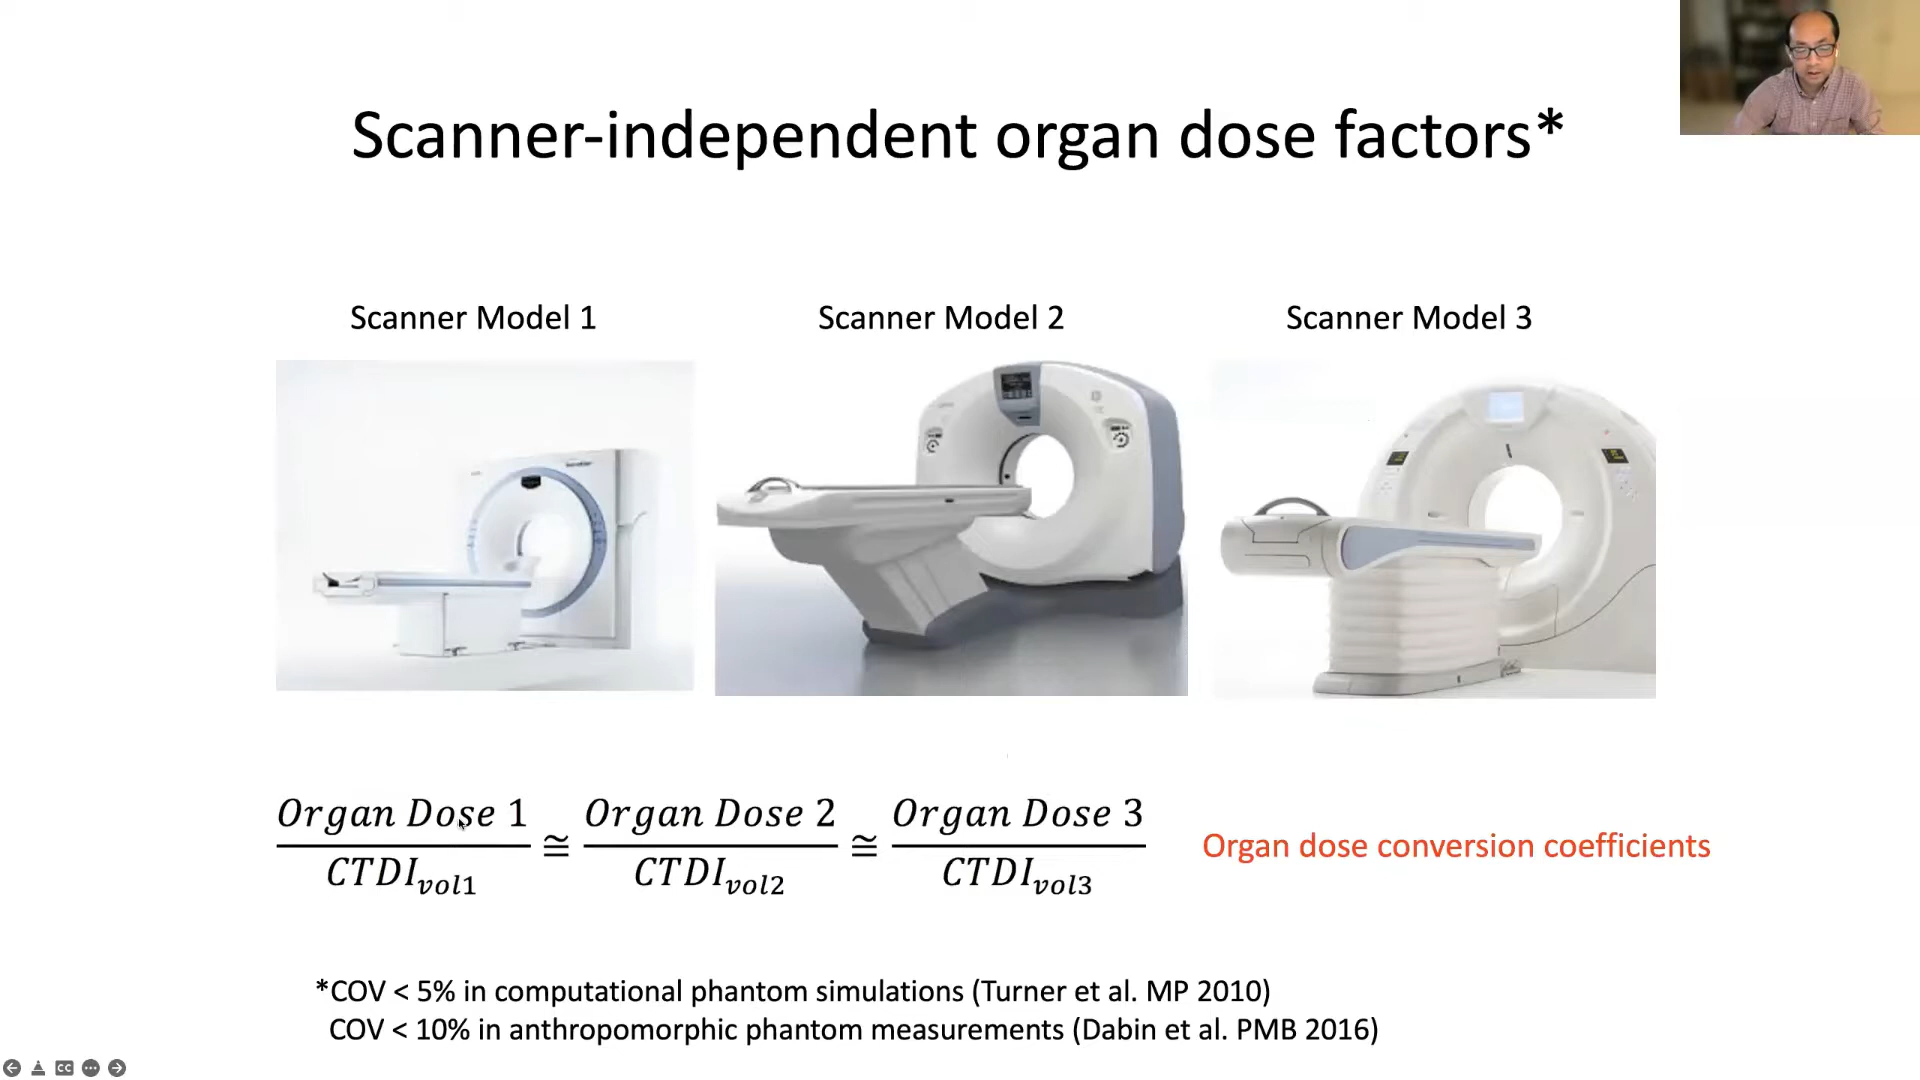 Scanner-independent organ dose factors*
Scanner Model 1
Scanner Model 2
Scanner Model 3
Organ Dose 1 / CTDIvol1 ≅ Organ Dose 2 / CTDIvol2 ≅ Organ Dose 3 / CTDIvol3
Organ dose conversion coefficients
*COV < 5% in computational phantom simulations (Turner et al. MP 2010)
COV < 10% in anthropomorphic phantom measurements (Dabin et al. PMB 2016)
CC